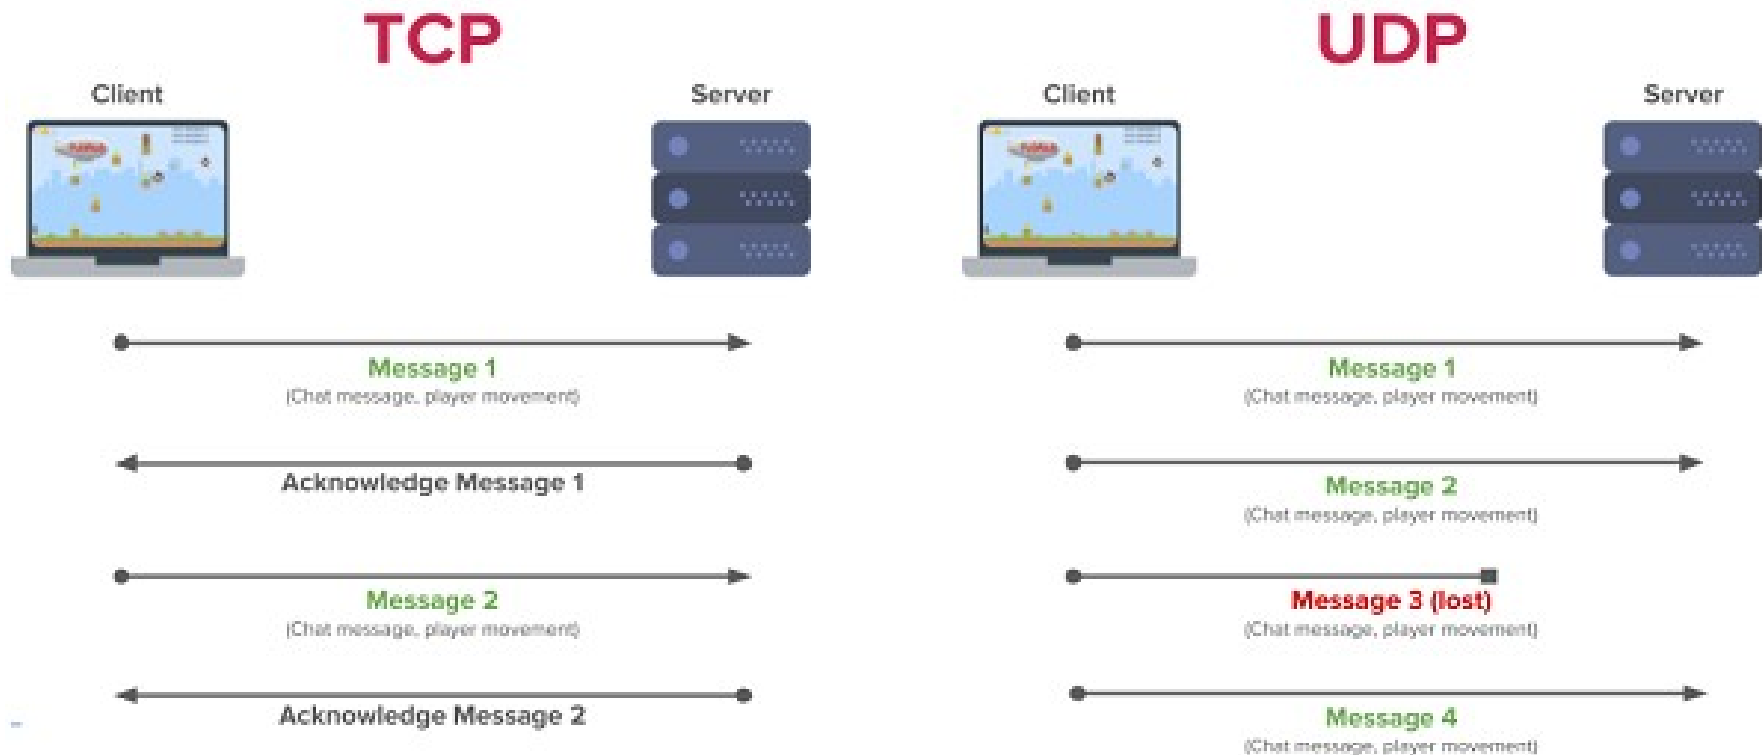 TCP
Client
Server
Message 1
(Chat message, player movement)
Acknowledge Message 1
Message 2
(Chat message, player movement)
Acknowledge Message 2
UDP
Client
Server
Message 1
(Chat message, player movement)
Message 2
(Chat message, player movement)
Message 3 (lost)
(Chat message, player movement)
Message 4
(Chat message, player movement)